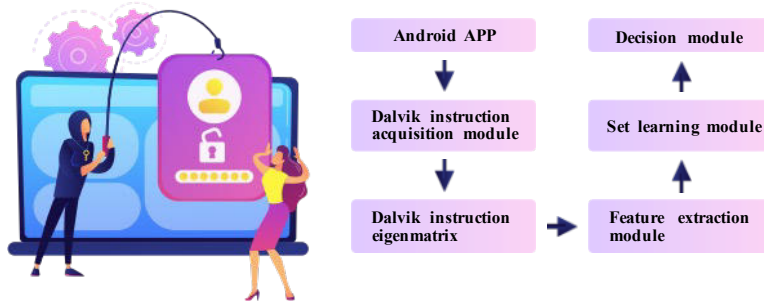 Android APP
Decision module
Dalvik instruction
acquisition module
Set learning module
Dalvik instruction
eigenmatrix
Feature extraction
module